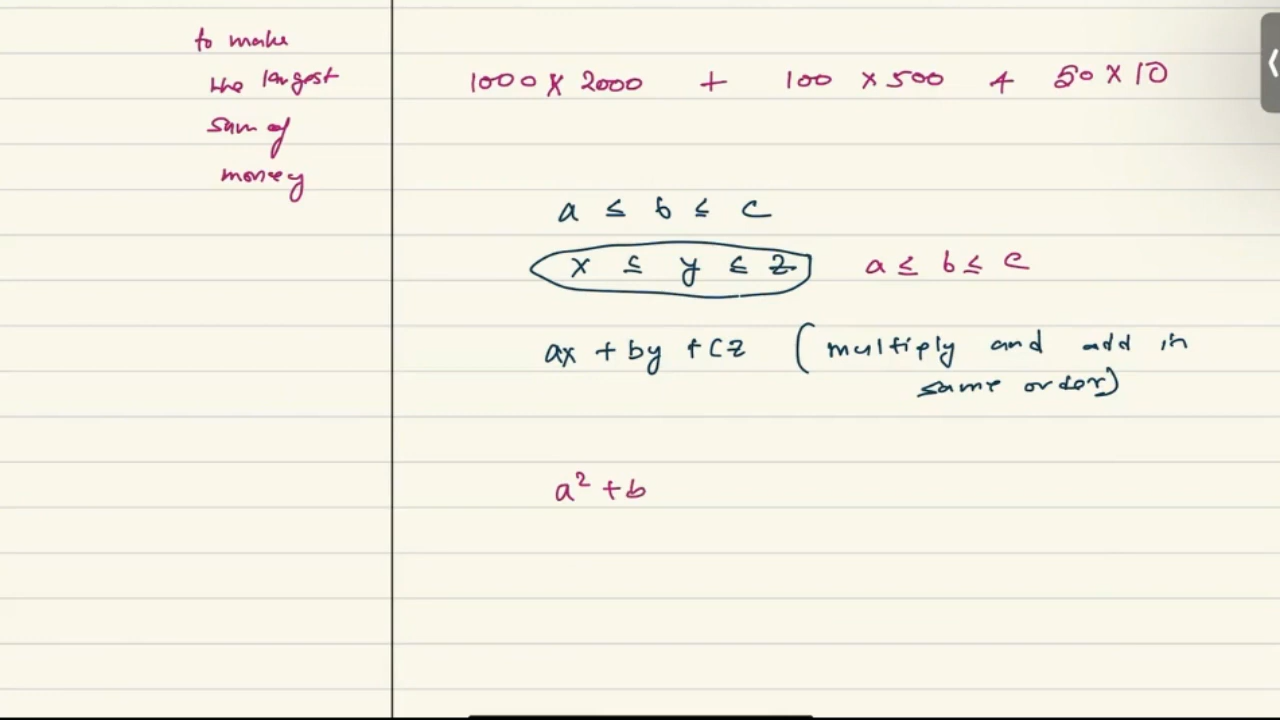 to make
the largest
sum of
money
1000 x 2000 + 100 x 500 + 50 x 10
a ≤ b ≤ c
x ≤ y ≤ z a ≤ b ≤ c
ax + by + cz (multiply and add in
same order)
a² + b